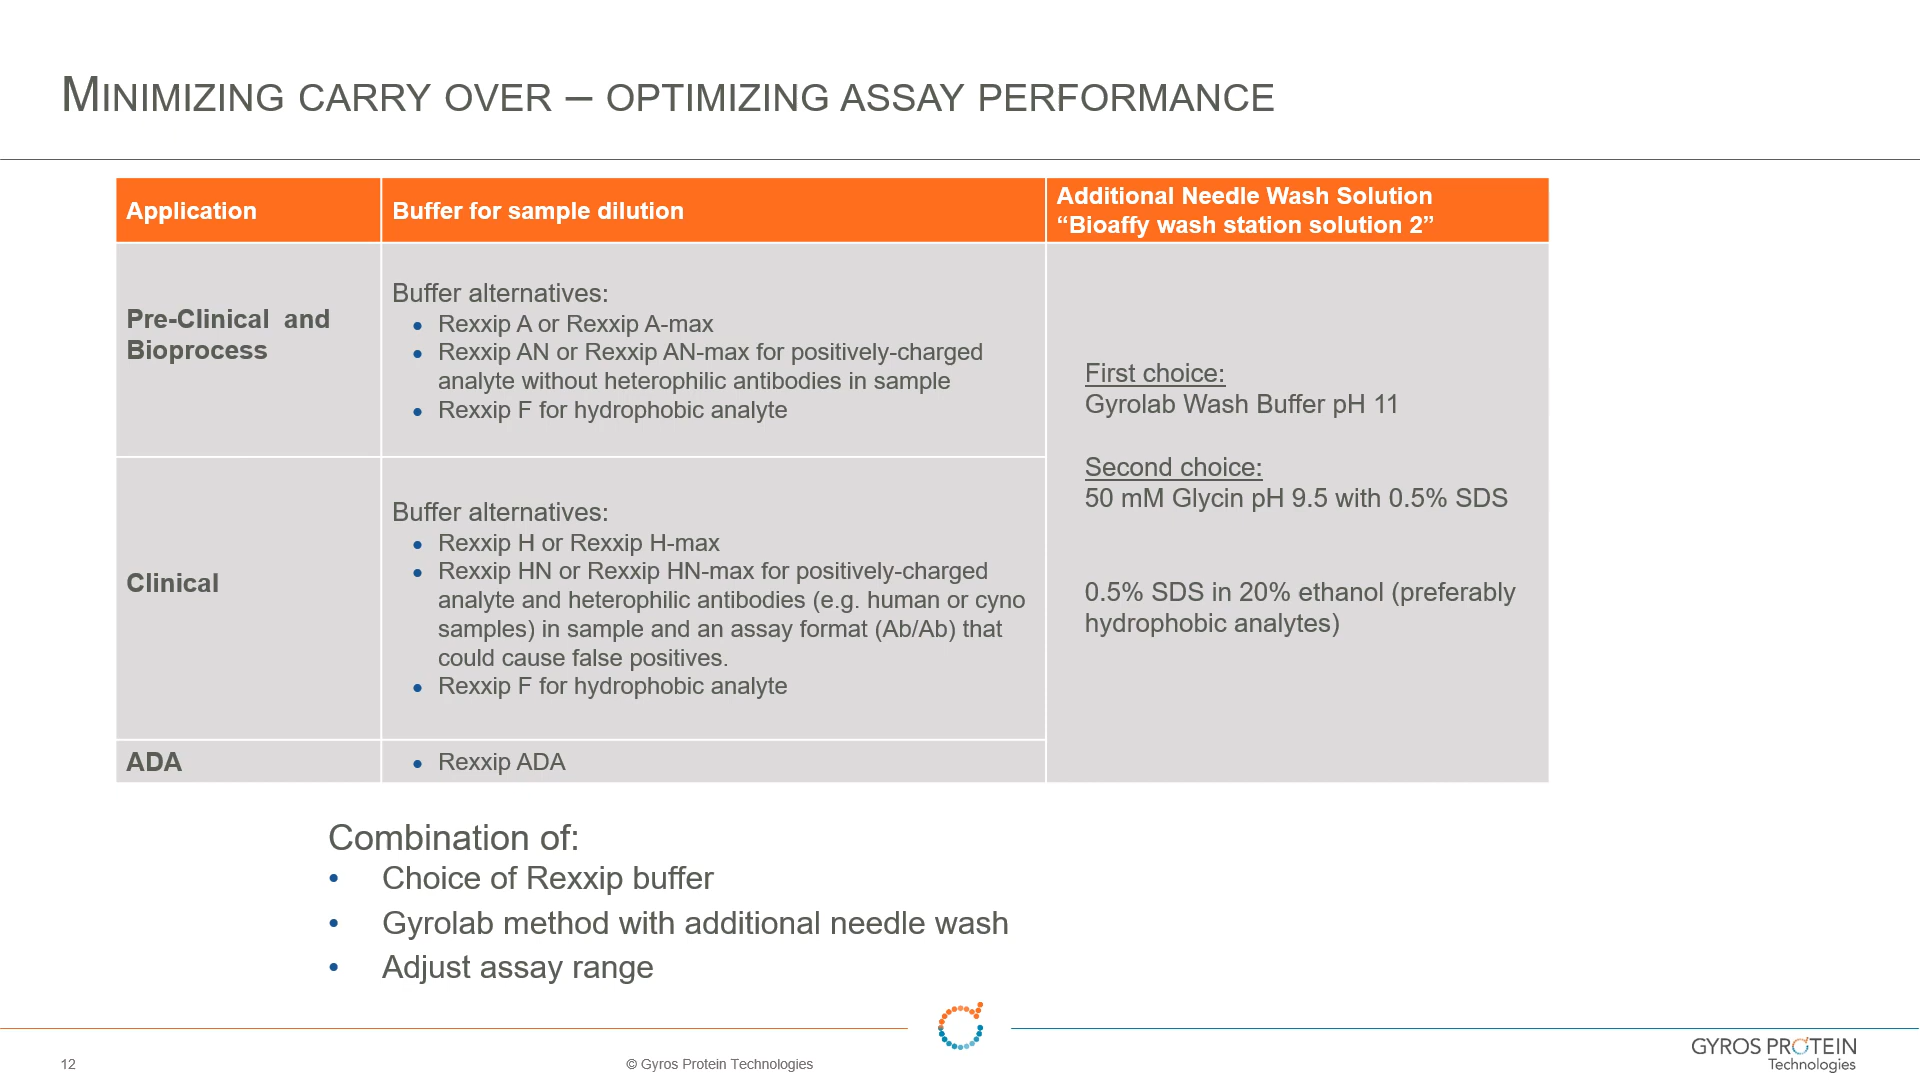 MINIMIZING CARRY OVER – OPTIMIZING ASSAY PERFORMANCE
Application
Buffer for sample dilution
Additional Needle Wash Solution
“Bioaffy wash station solution 2”
Pre-Clinical and
Bioprocess
Buffer alternatives:
• Rexxip A or Rexxip A-max
• Rexxip AN or Rexxip AN-max for positively-charged
analyte without heterophilic antibodies in sample
• Rexxip F for hydrophobic analyte
First choice:
Gyrolab Wash Buffer pH 11
Second choice:
50 mM Glycin pH 9.5 with 0.5% SDS
0.5% SDS in 20% ethanol (preferably
hydrophobic analytes)
Clinical
Buffer alternatives:
• Rexxip H or Rexxip H-max
• Rexxip HN or Rexxip HN-max for positively-charged
analyte and heterophilic antibodies (e.g. human or cyno
samples) in sample and an assay format (Ab/Ab) that
could cause false positives.
• Rexxip F for hydrophobic analyte
ADA
• Rexxip ADA
Combination of:
• Choice of Rexxip buffer
• Gyrolab method with additional needle wash
• Adjust assay range
12
© Gyros Protein Technologies
GYROS PROTEIN
Technologies